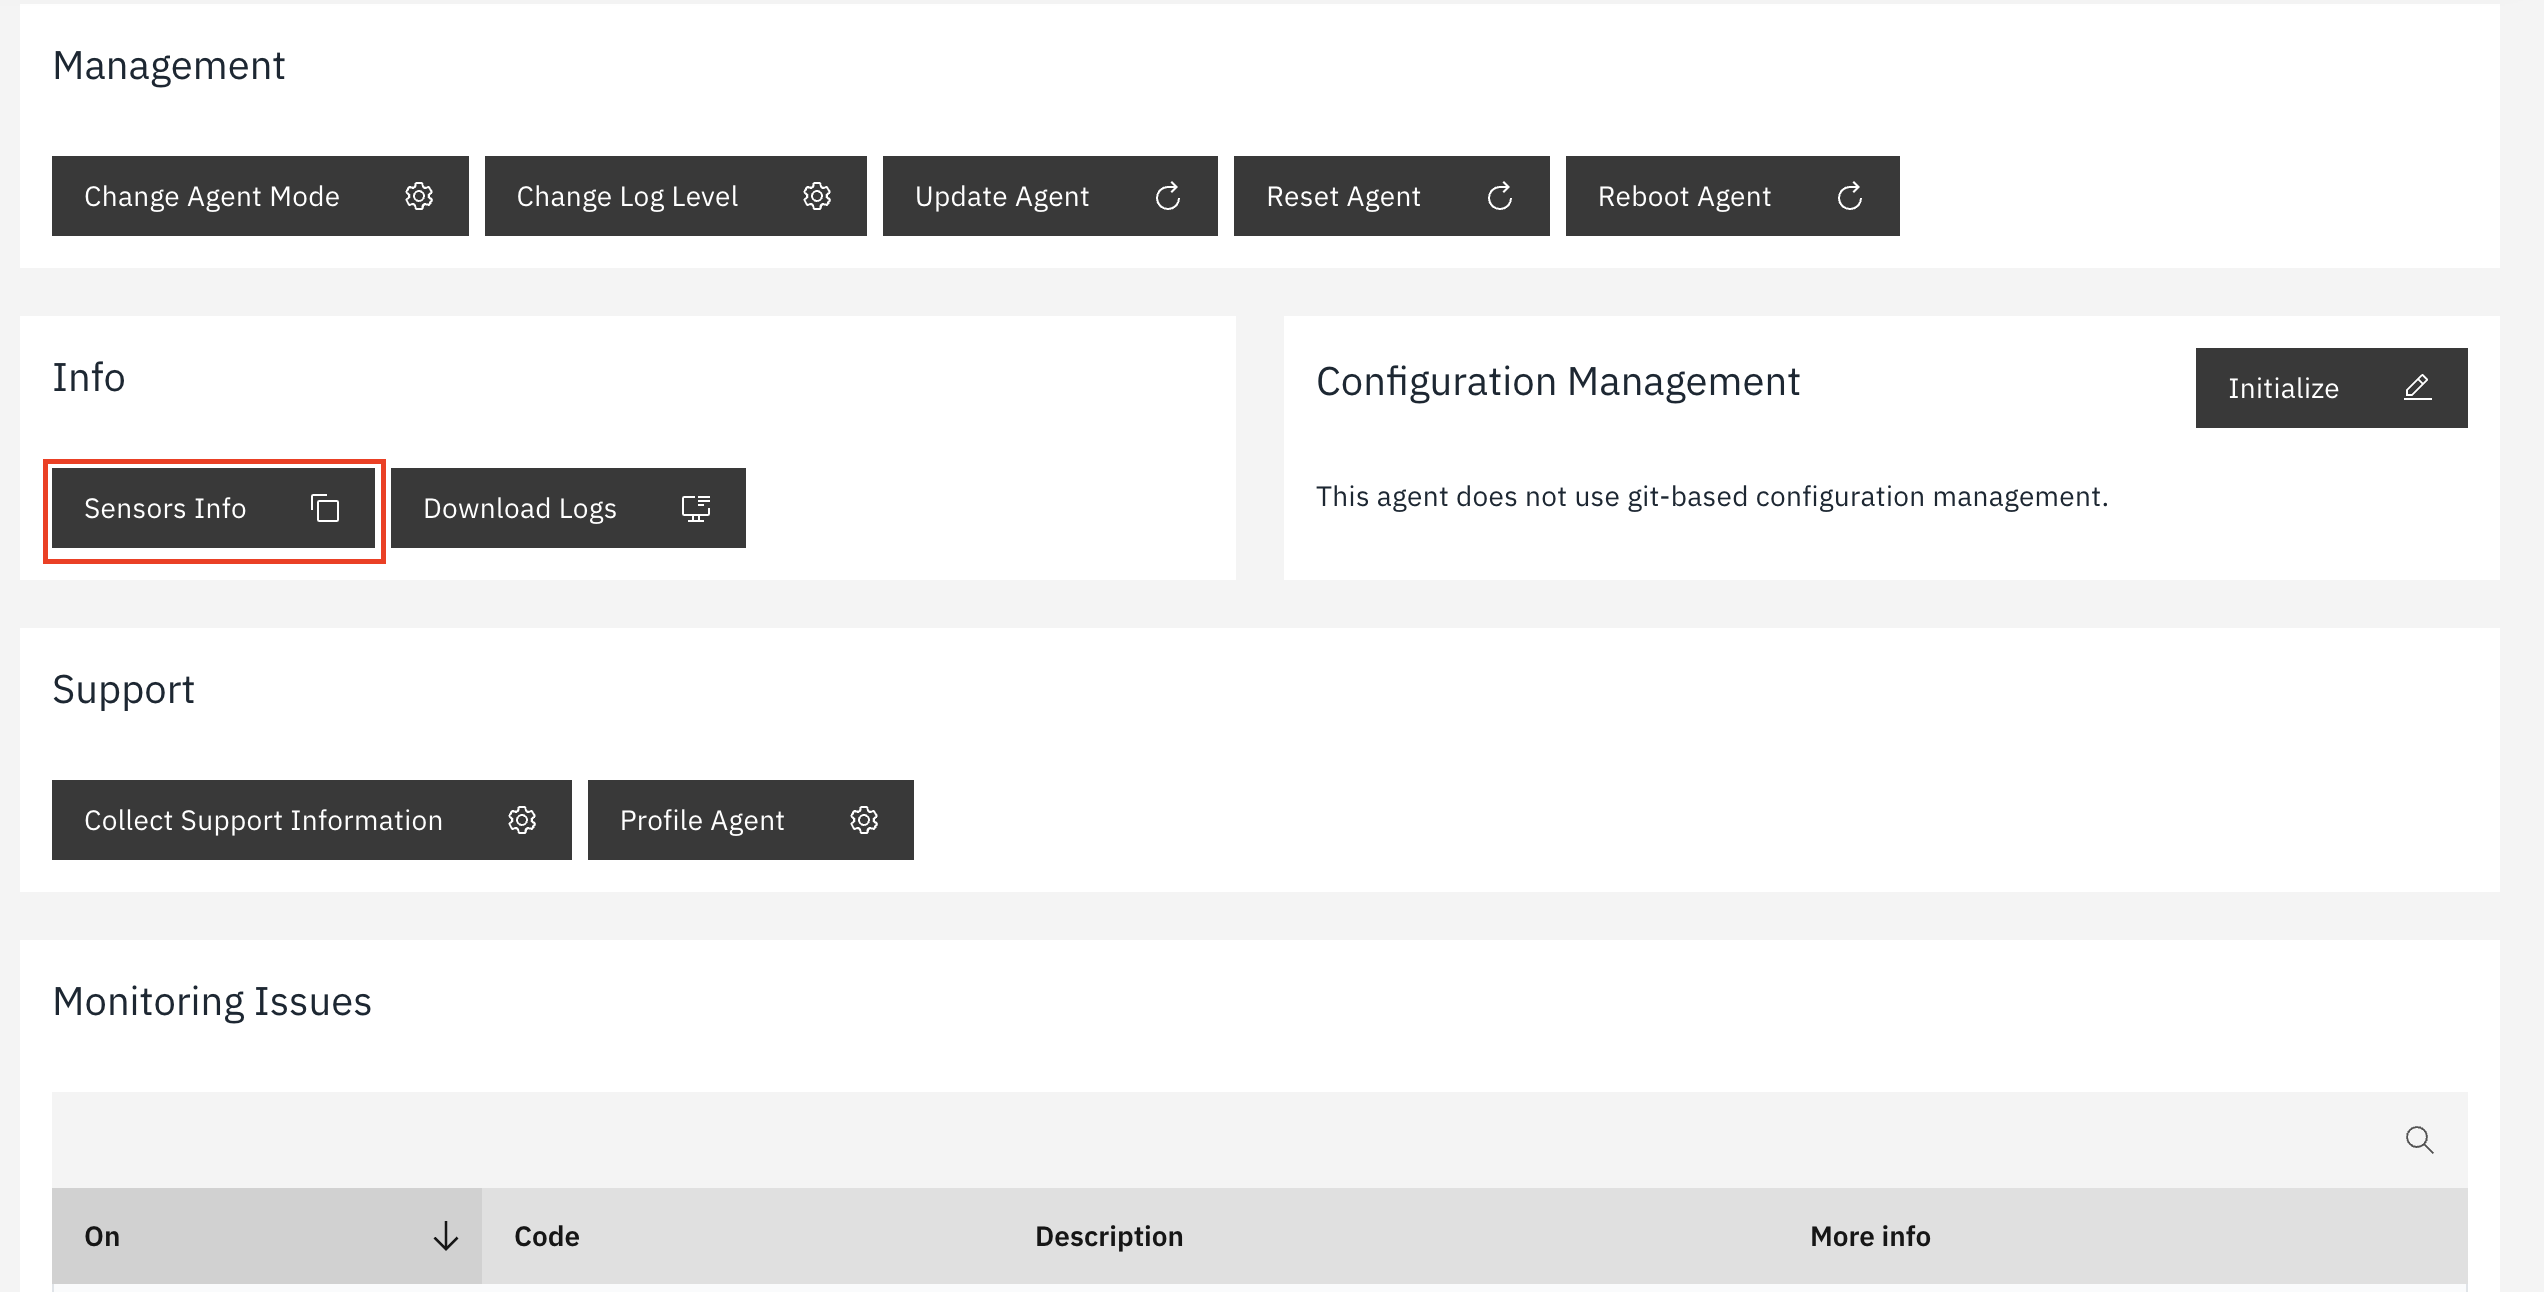 Management
Change Agent Mode
Change Log Level
Update Agent
Reset Agent
Reboot Agent
Info
Sensors Info
Download Logs
Configuration Management
Initialize
This agent does not use git-based configuration management.
Support
Collect Support Information
Profile Agent
Monitoring Issues
On
Code
Description
More info